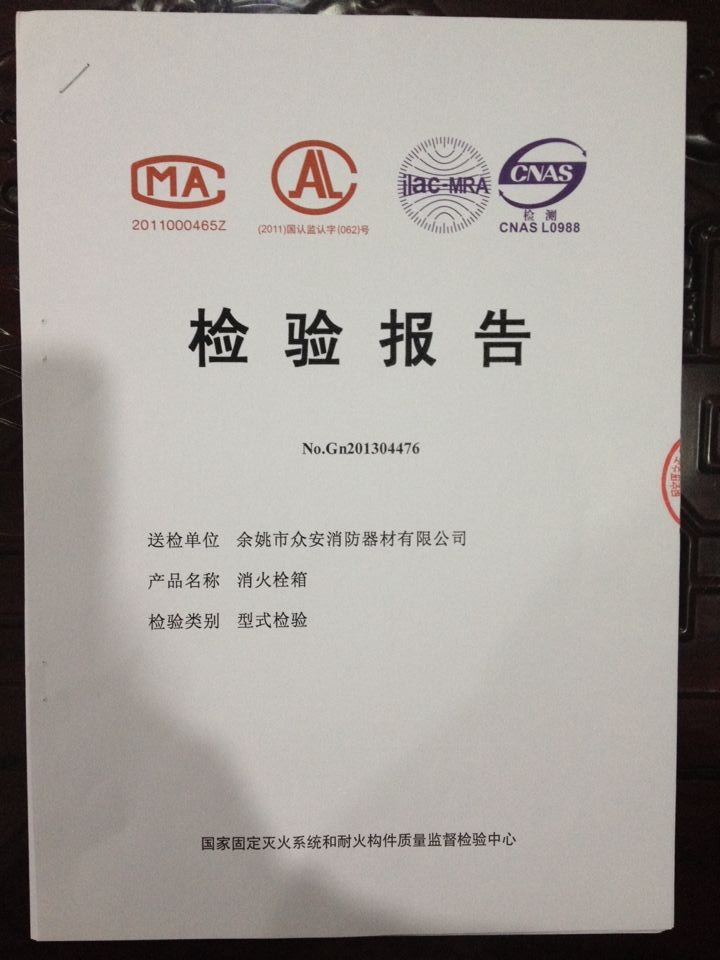 MA
2011000465Z
AL
(2011)国认监认字(062)号
ilac-MRA
CNAS
检 测
CNAS L0988
检 验 报 告
No.Gn201304476
送检单位 余姚市众安消防器材有限公司
产品名称 消火栓箱
检验类别 型式检验
国家固定灭火系统和耐火构件质量监督检验中心